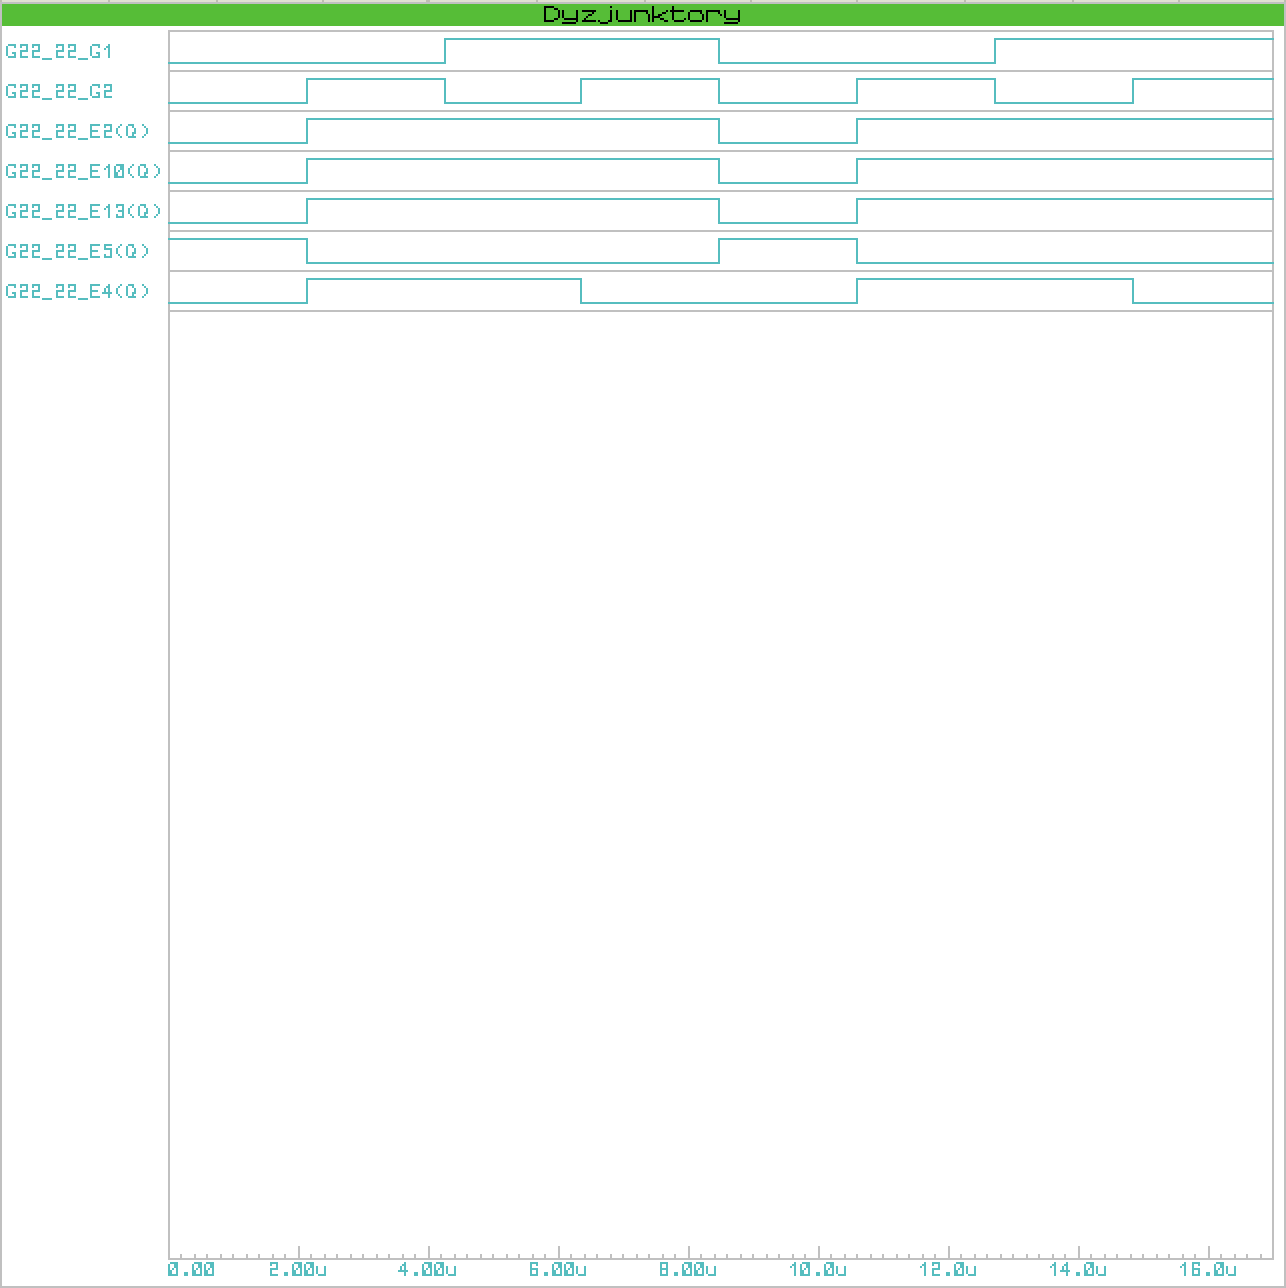 Dyzjunktory
G22_22_G1
G22_22_G2
G22_22_E2(Q)
G22_22_E10(Q)
G22_22_E13(Q)
G22_22_E5(Q)
G22_22_E4(Q)
0.00 2.00u 4.00u 6.00u 8.00u 10.0u 12.0u 14.0u 16.0u